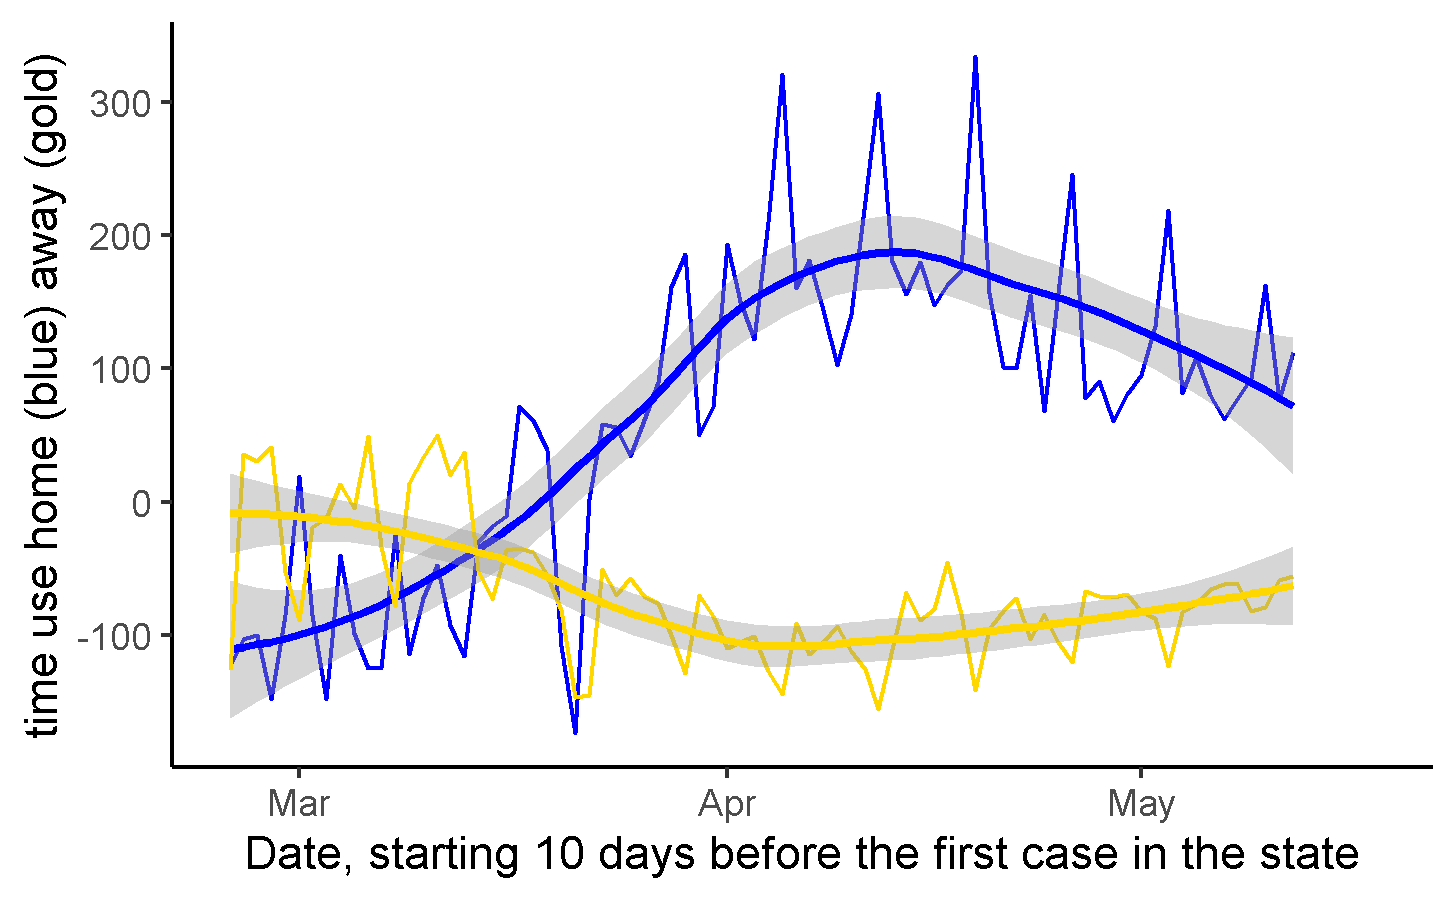 time use home (blue) away (gold)
300
200
100
0
-100
Mar
Apr
May
Date, starting 10 days before the first case in the state